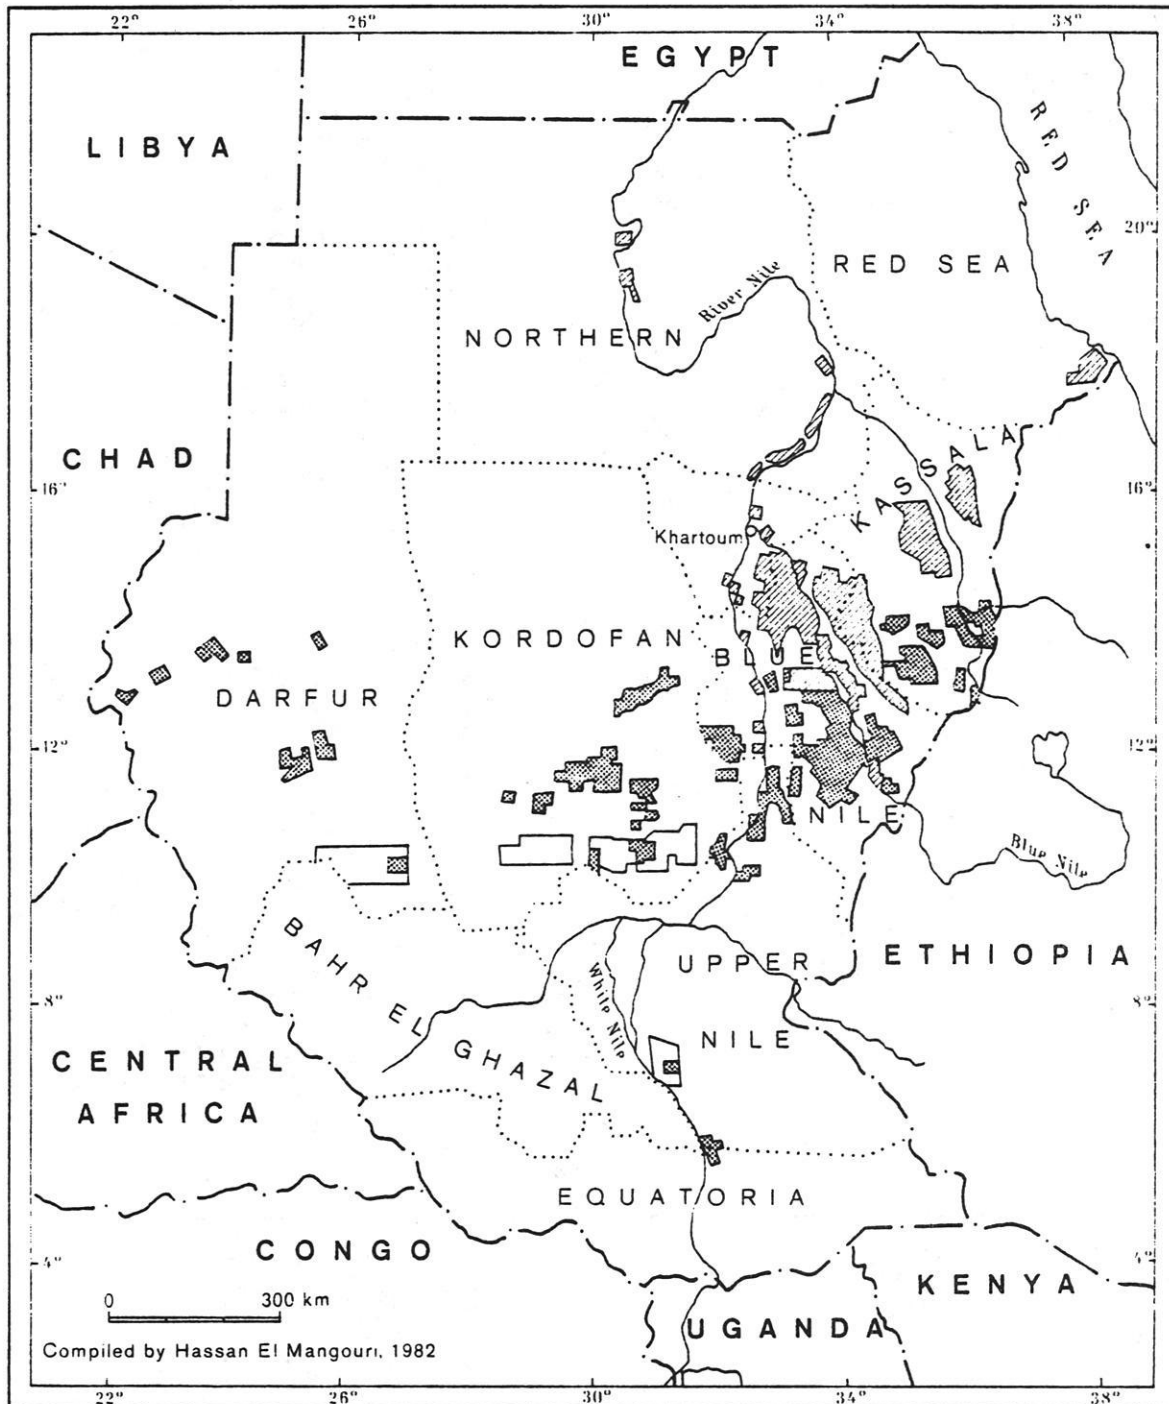 22° 26° 30° 34° 38°
EGYPT
LIBYA
RED SEA
20°
RED SEA
River Nile
NORTHERN
CHAD
KASSALA
16° 16°
Khartoum
KORDOFAN
BLUE
DARFUR
12° 12°
NILE
Blue Nile
BAHR EL GHAZAL
UPPER
ETHIOPIA
White Nile
8° 8°
NILE
CENTRAL
AFRICA
EQUATORIA
CONGO
4° 4°
KENYA
0 300 km
UGANDA
Compiled by Hassan El Mangouri, 1982
22° 26° 30° 34° 38°